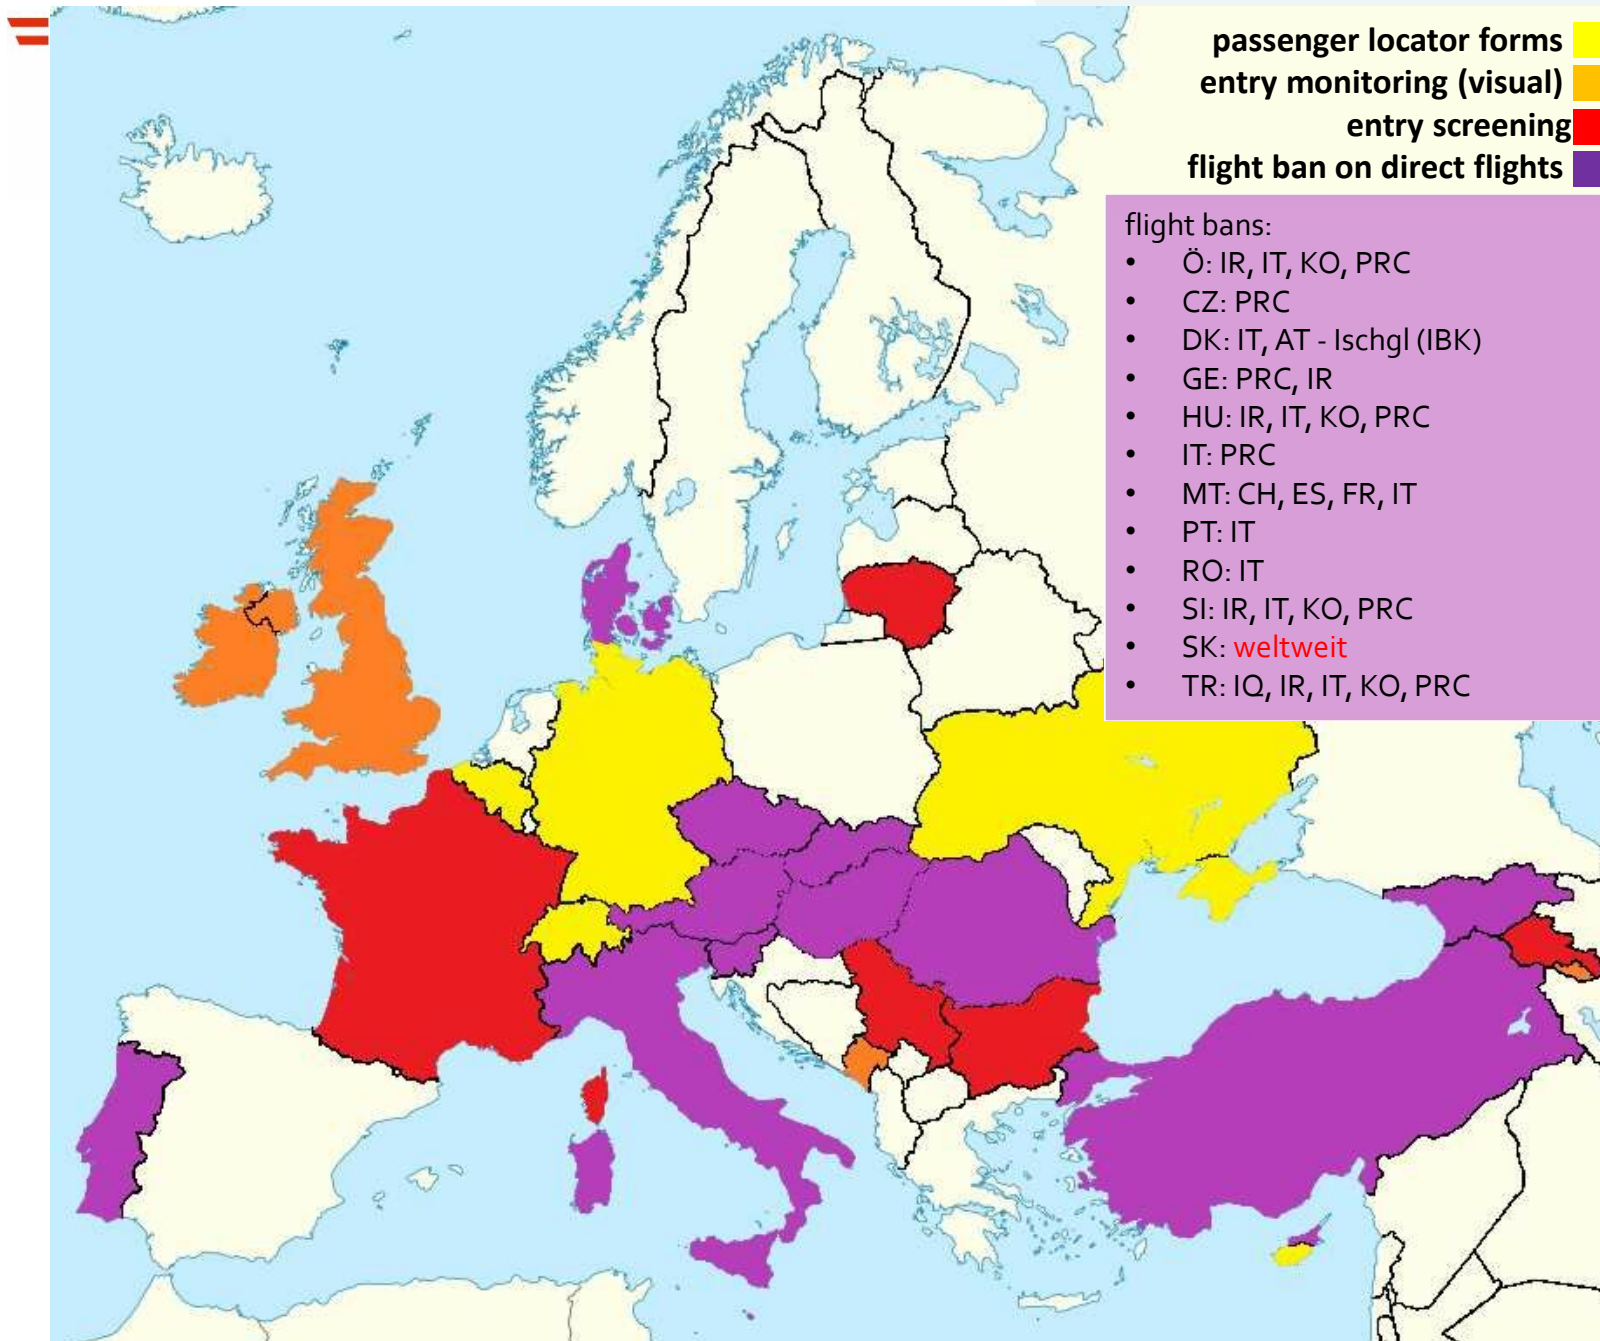 passenger locator forms
entry monitoring (visual)
entry screening
flight ban on direct flights
flight bans:
• Ö: IR, IT, KO, PRC
• CZ: PRC
• DK: IT, AT - Ischgl (IBK)
• GE: PRC, IR
• HU: IR, IT, KO, PRC
• IT: PRC
• MT: CH, ES, FR, IT
• PT: IT
• RO: IT
• SI: IR, IT, KO, PRC
• SK: weltweit
• TR: IQ, IR, IT, KO, PRC